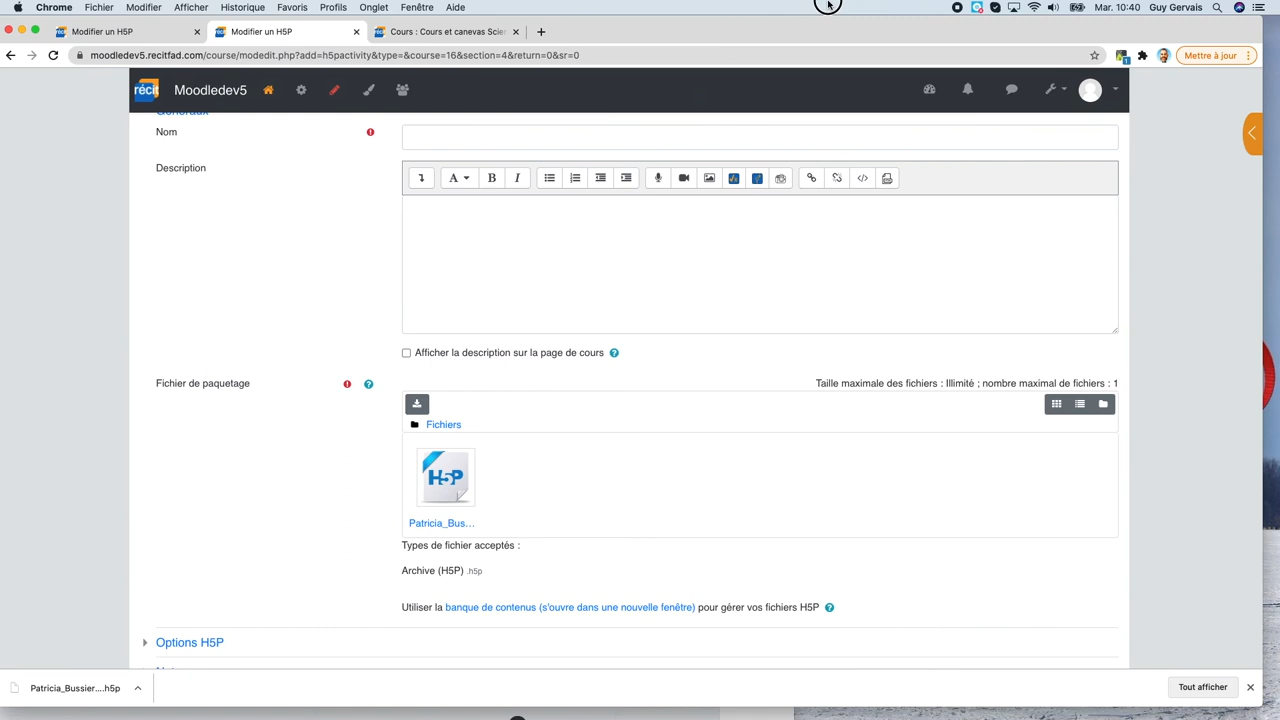 Chrome Fichier Modifier Afficher Historique Favoris Profils Onglet Fenêtre Aide Mar. 10:40 Guy Gervais
Modifier un H5P Modifier un H5P Cours : Cours et canevas Scien
moodledev5.recitfad.com/course/modedit.php?add=h5pactivity&type=&course=16&section=4&return=0&sr=0 Mettre à jour
récit Moodledev5
Généraux
Nom
Description
Afficher la description sur la page de cours
Fichier de paquetage Taille maximale des fichiers : Illimité ; nombre maximal de fichiers : 1
Fichiers
H5P
Patricia_Bus...
Types de fichier acceptés :
Archive (H5P) .h5p
Utiliser la banque de contenus (s'ouvre dans une nouvelle fenêtre) pour gérer vos fichiers H5P
Options H5P
Patricia_Bussier....h5p Tout afficher